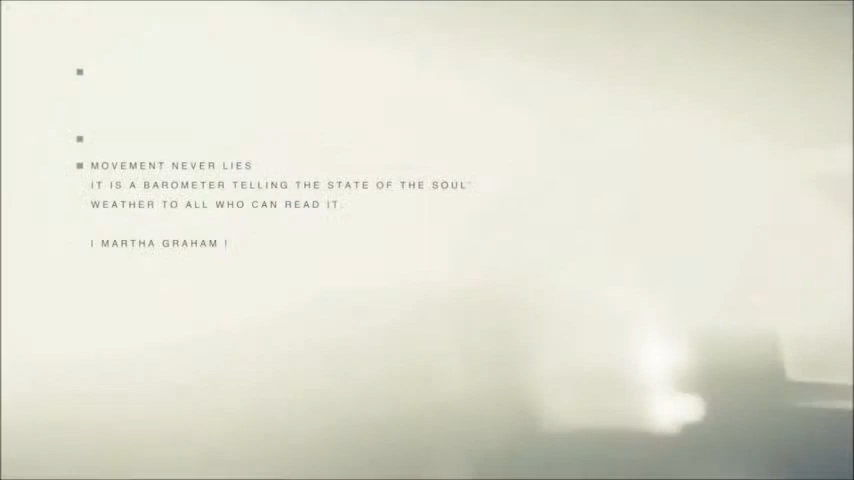 MOVEMENT NEVER LIES
IT IS A BAROMETER TELLING THE STATE OF THE SOUL'
WEATHER TO ALL WHO CAN READ IT.
| MARTHA GRAHAM |